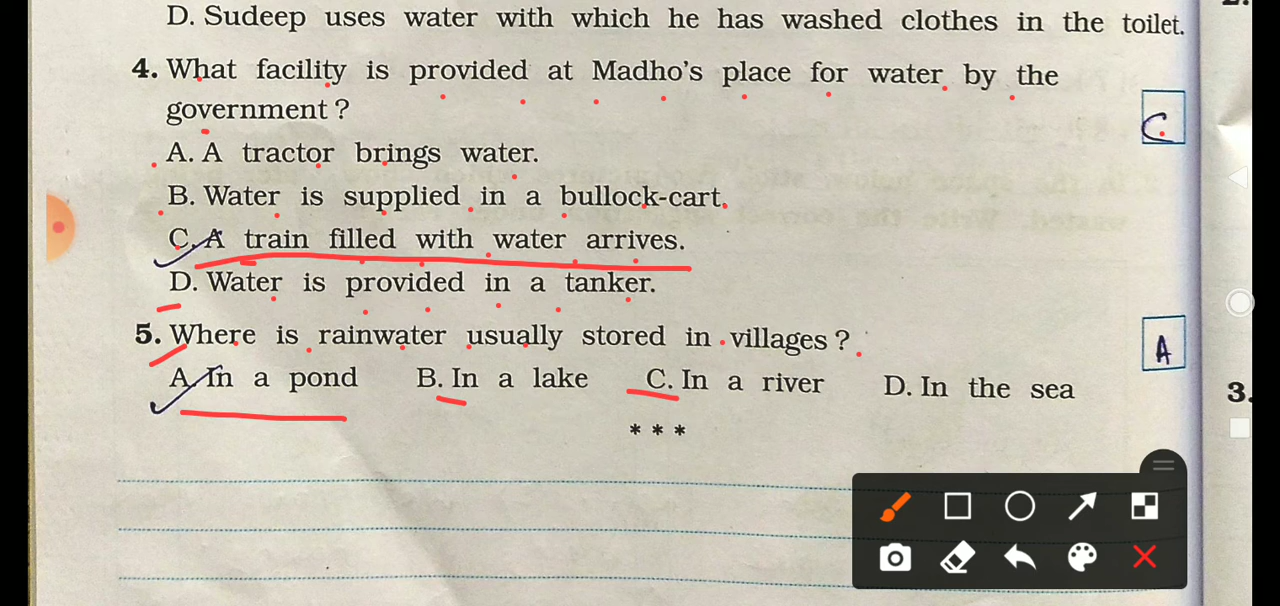 D. Sudeep uses water with which he has washed clothes in the toilet.
4. What facility is provided at Madho's place for water by the
government ?
C
A. A tractor brings water.
B. Water is supplied in a bullock-cart.
C. A train filled with water arrives.
D. Water is provided in a tanker.
5. Where is rainwater usually stored in villages ?
A
A. In a pond B. In a lake C. In a river D. In the sea
3.
* * *